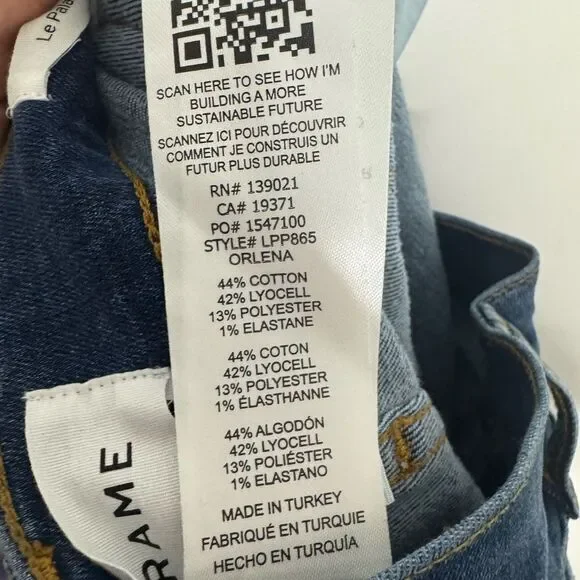 Le Pala
SCAN HERE TO SEE HOW I'M
BUILDING A MORE
SUSTAINABLE FUTURE
SCANNEZ ICI POUR DÉCOUVRIR
COMMENT JE CONSTRUIS UN
FUTUR PLUS DURABLE
RN# 139021
CA# 19371
PO# 1547100
STYLE# LPP865
ORLENA
44% COTTON
42% LYOCELL
13% POLYESTER
1% ELASTANE
44% COTON
42% LYOCELL
13% POLYESTER
1% ÉLASTHANNE
44% ALGODÓN
42% LYOCELL
13% POLIÉSTER
1% ELASTANO
MADE IN TURKEY
FABRIQUÉ EN TURQUIE
HECHO EN TURQUÍA
RAME